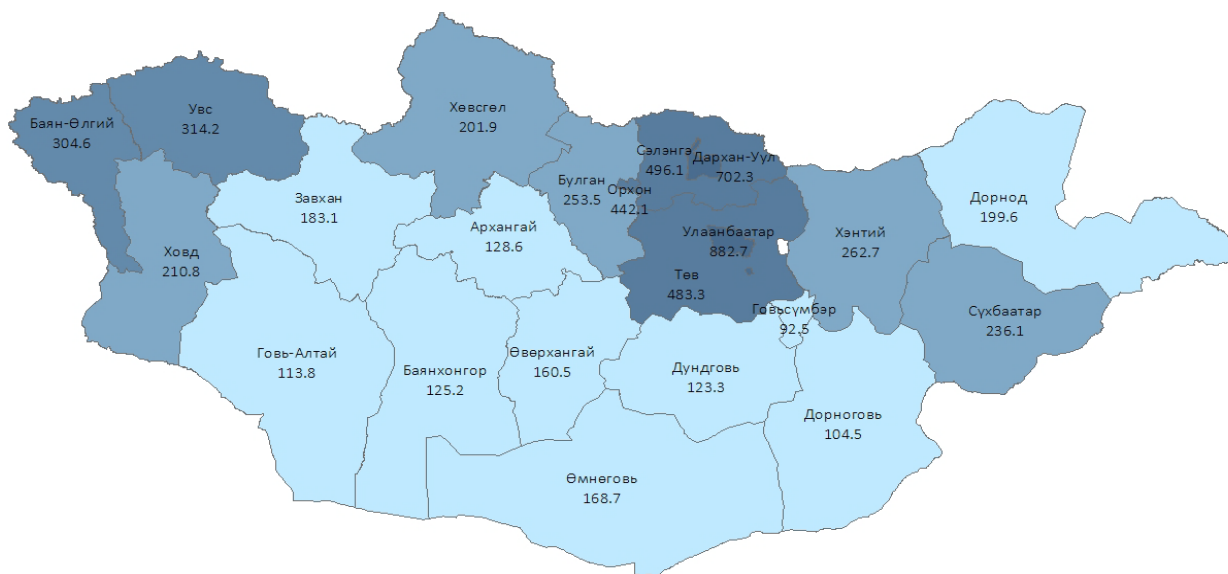 Увс
314.2
Баян-Өлгий
304.6
Хөвсгөл
201.9
Сэлэнгэ
496.1
Дархан-Уул
702.3
Булган
253.5
Орхон
442.1
Завхан
183.1
Архангай
128.6
Улаанбаатар
882.7
Хэнтий
262.7
Дорнод
199.6
Ховд
210.8
Төв
483.3
Говьсүмбэр
92.5
Сүхбаатар
236.1
Говь-Алтай
113.8
Баянхонгор
125.2
Өвөрхангай
160.5
Дундговь
123.3
Дорноговь
104.5
Өмнөговь
168.7